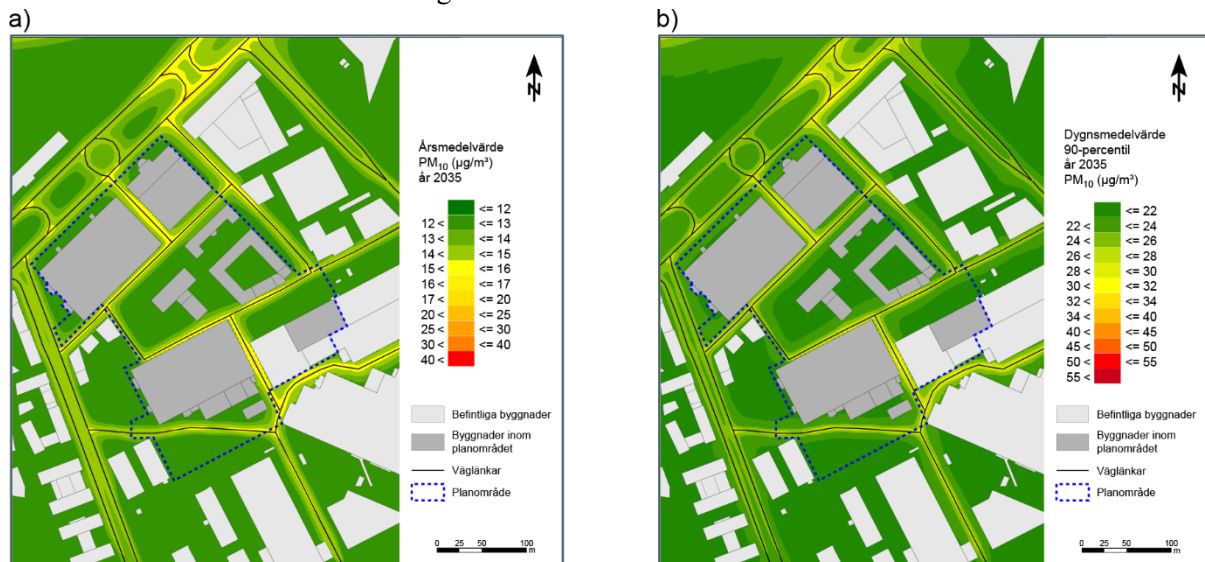 a)
N
Årsmedelvärde
PM10 (µg/m³)
år 2035
<= 12
12 < <= 13
13 < <= 14
14 < <= 15
15 < <= 16
16 < <= 17
17 < <= 20
20 < <= 25
25 < <= 30
30 < <= 40
40 <
Befintliga byggnader
Byggnader inom
planområdet
Väglänkar
Planområde
0 25 50 100
m
b)
N
Dygnsmedelvärde
90-percentil
år 2035
PM10 (µg/m³)
<= 22
22 < <= 24
24 < <= 26
26 < <= 28
28 < <= 30
30 < <= 32
32 < <= 34
34 < <= 40
40 < <= 45
45 < <= 50
50 < <= 55
55 <
Befintliga byggnader
Byggnader inom
planområdet
Väglänkar
Planområde
0 25 50 100
m